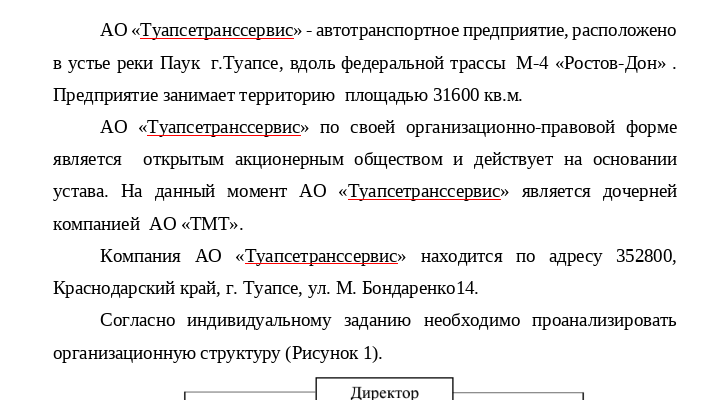 АО «Туапсетранссервис» - автотранспортное предприятие, расположено
в устье реки Паук г.Туапсе, вдоль федеральной трассы М-4 «Ростов-Дон» .
Предприятие занимает территорию площадью 31600 кв.м.
АО «Туапсетранссервис» по своей организационно-правовой форме
является открытым акционерным обществом и действует на основании
устава. На данный момент АО «Туапсетранссервис» является дочерней
компанией АО «ТМТ».
Компания АО «Туапсетранссервис» находится по адресу 352800,
Краснодарский край, г. Туапсе, ул. М. Бондаренко14.
Согласно индивидуальному заданию необходимо проанализировать
организационную структуру (Рисунок 1).
Директор